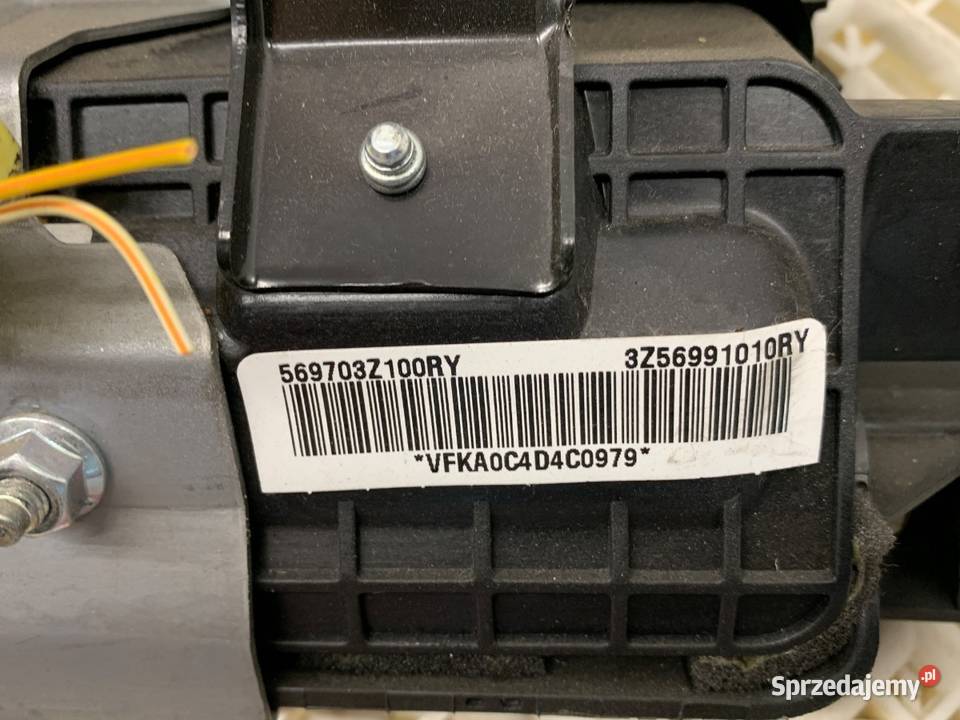 569703Z100RY 3Z56991010RY
*VFKA0C4D4C0979*
Sprzedajemy.pl